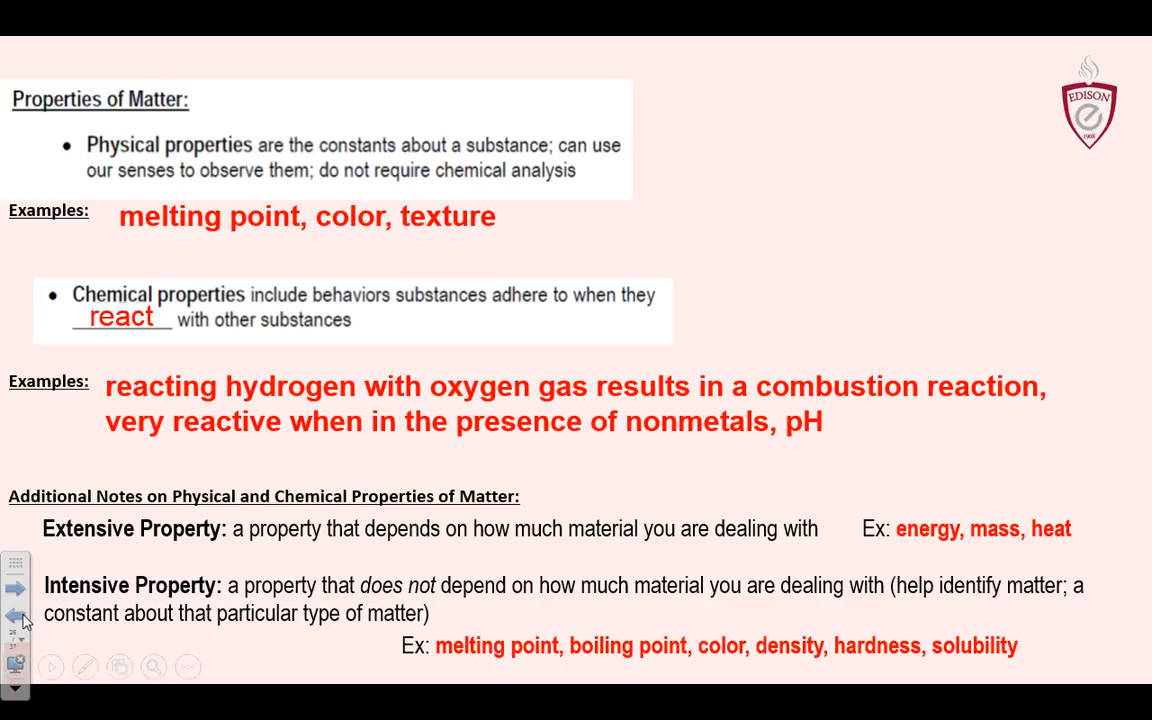 Properties of Matter:
EDISON
e
1908
• Physical properties are the constants about a substance; can use
our senses to observe them; do not require chemical analysis
Examples: melting point, color, texture
• Chemical properties include behaviors substances adhere to when they
react with other substances
Examples: reacting hydrogen with oxygen gas results in a combustion reaction,
very reactive when in the presence of nonmetals, pH
Additional Notes on Physical and Chemical Properties of Matter:
Extensive Property: a property that depends on how much material you are dealing with Ex: energy, mass, heat
Intensive Property: a property that does not depend on how much material you are dealing with (help identify matter; a
constant about that particular type of matter)
Ex: melting point, boiling point, color, density, hardness, solubility